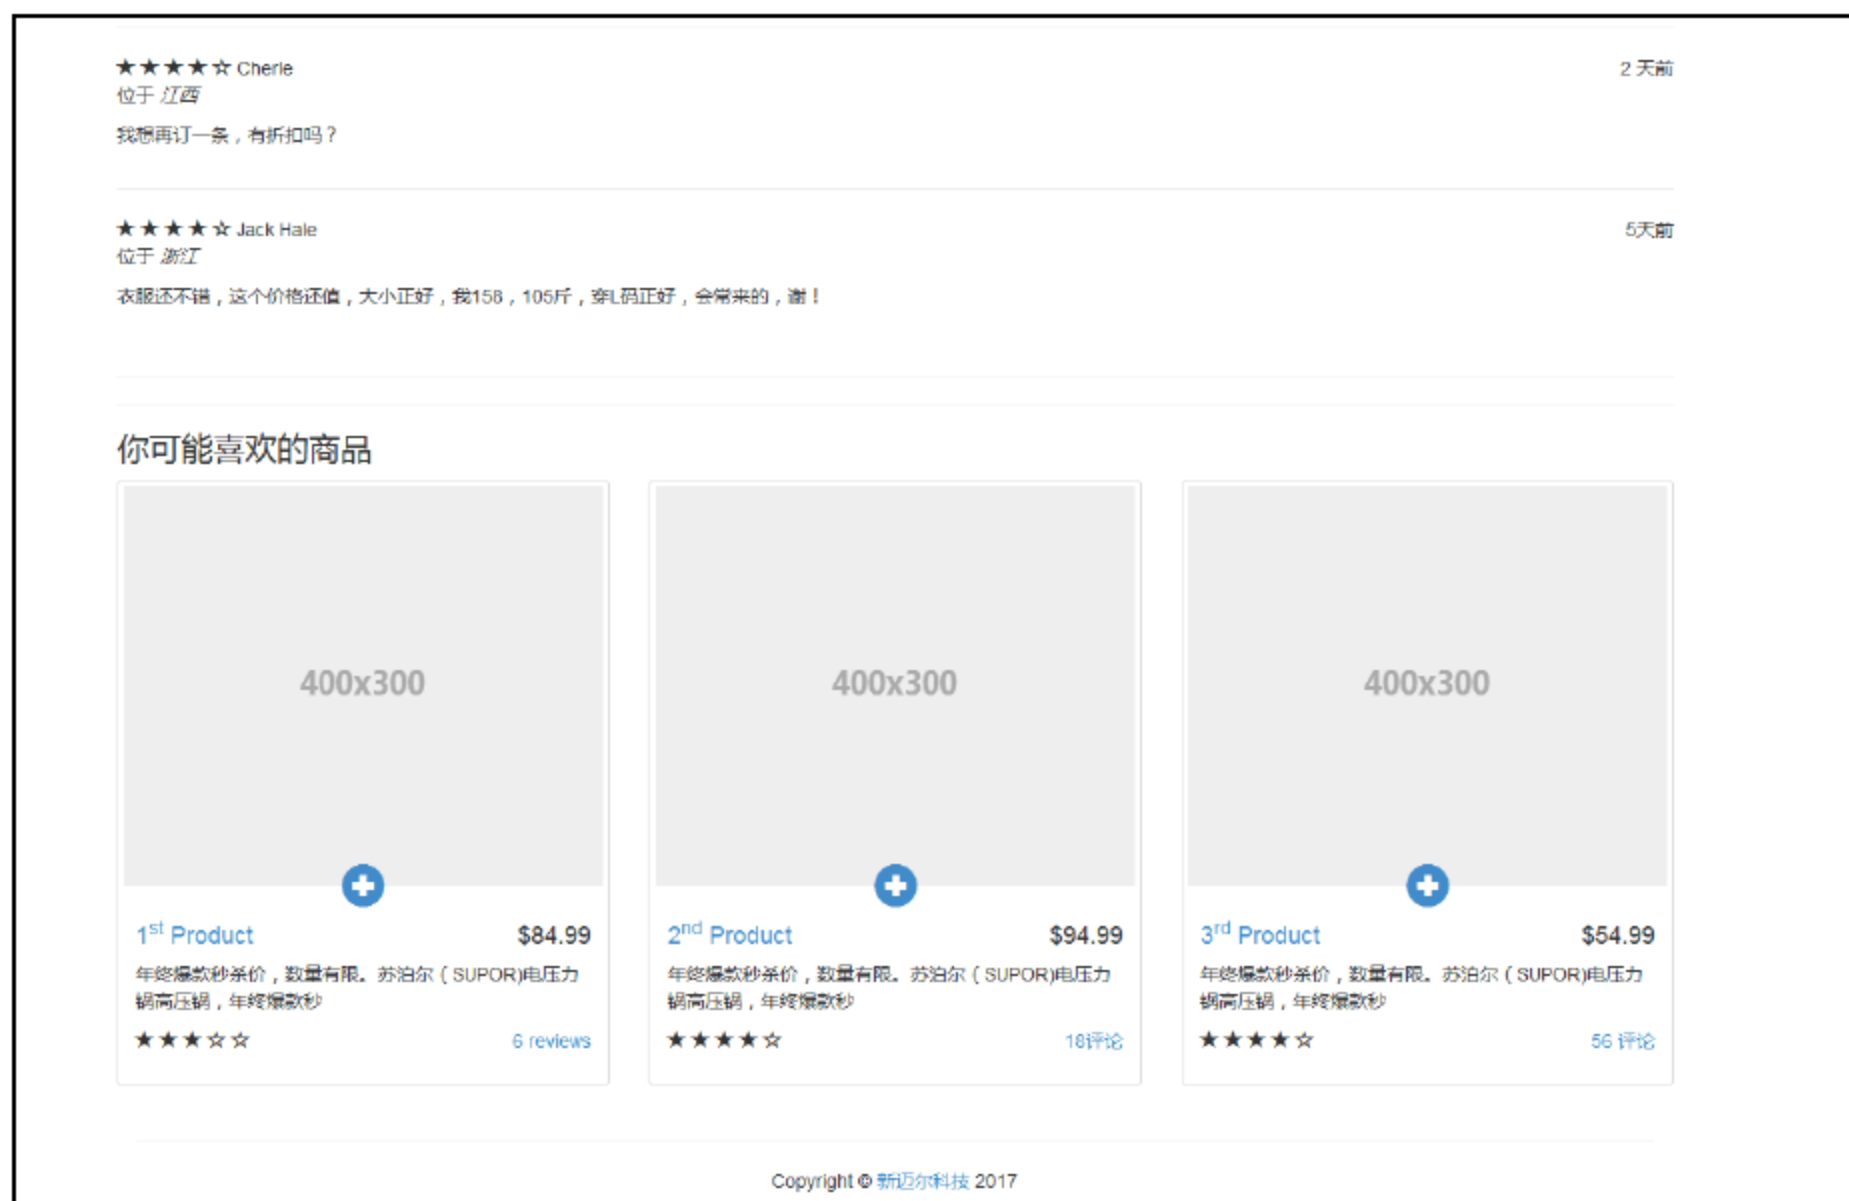 ★★★★☆ Cherie 2 天前
位于 江西
我想再订一条，有折扣吗？
★★★★☆ Jack Hale 5天前
位于 浙江
衣服还不错，这个价格还值，大小正好，我158，105斤，穿L码正好，会常来的，谢！
你可能喜欢的商品
400x300 400x300 400x300
1st Product $84.99 2nd Product $94.99 3rd Product $54.99
年终爆款秒杀价，数量有限。苏泊尔（SUPOR)电压力 年终爆款秒杀价，数量有限。苏泊尔（SUPOR)电压力 年终爆款秒杀价，数量有限。苏泊尔（SUPOR)电压力
锅高压锅，年终爆款秒 锅高压锅，年终爆款秒 锅高压锅，年终爆款秒
★★★☆☆ 6 reviews ★★★★☆ 18评论 ★★★★☆ 56 评论
Copyright © 新迈尔科技 2017